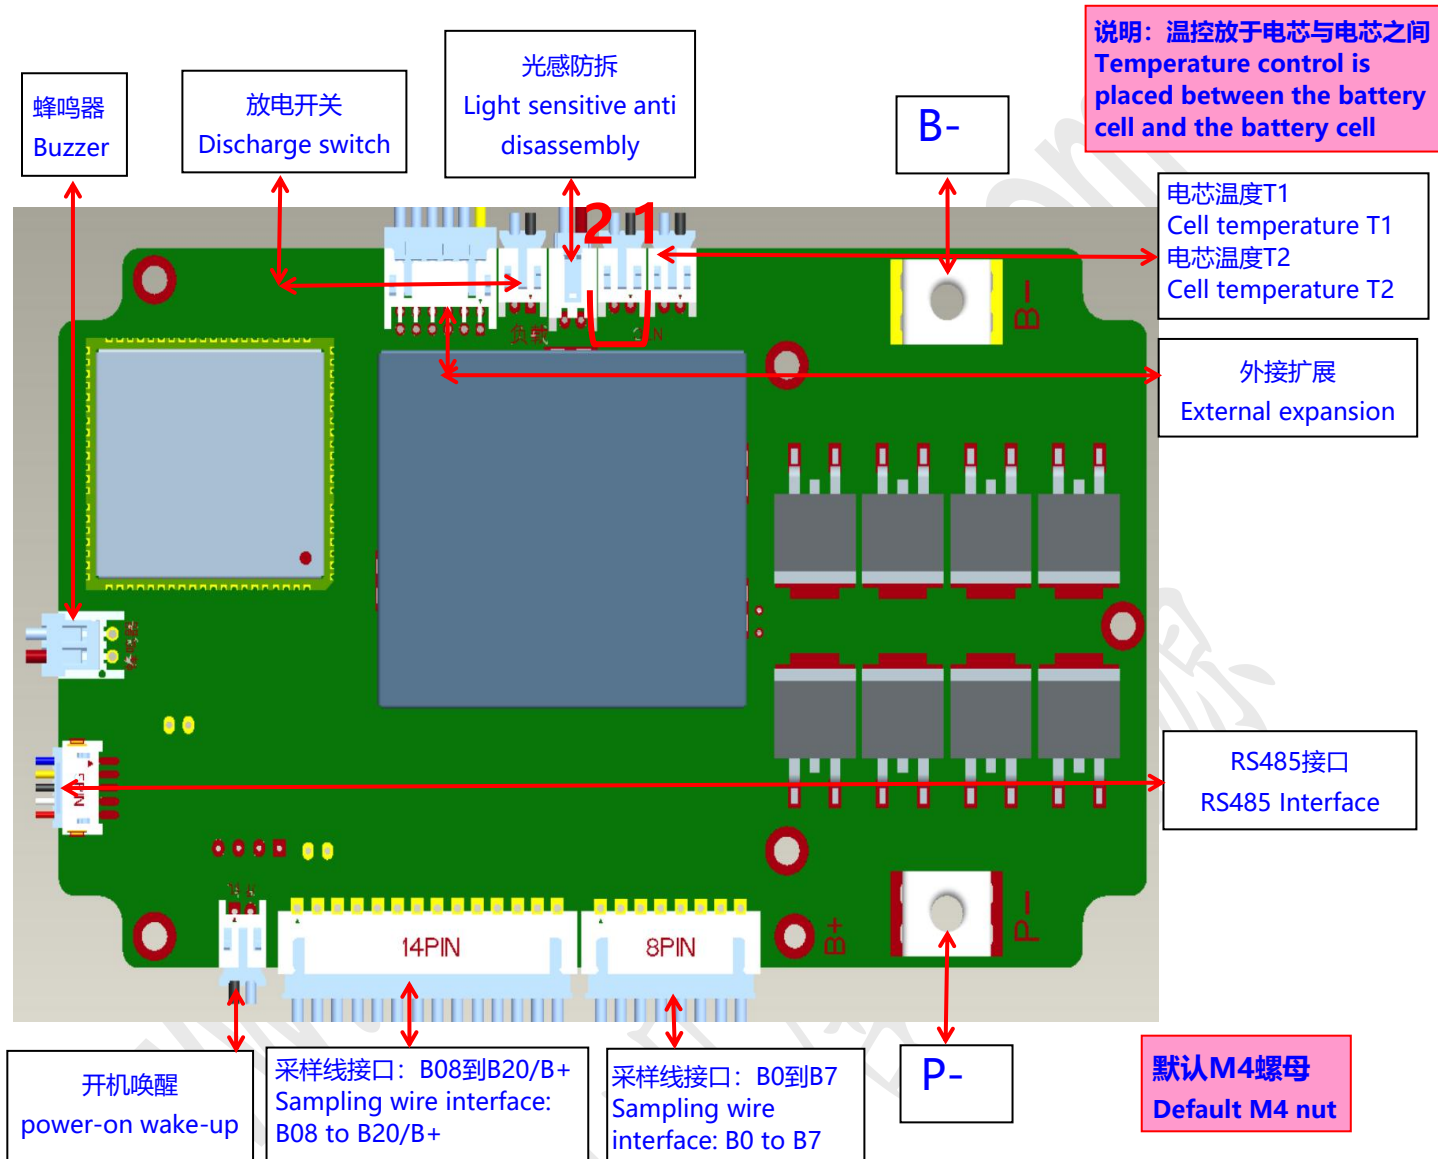 说明：温控放于电芯与电芯之间
Temperature control is
placed between the battery
cell and the battery cell
光感防拆
Light sensitive anti
disassembly
放电开关
Discharge switch
蜂鸣器
Buzzer
B-
电芯温度T1
Cell temperature T1
电芯温度T2
Cell temperature T2
2 1
B-
负载
外接扩展
External expansion
RS485接口
RS485 Interface
14PIN
8PIN
B+
P-
开机唤醒
power-on wake-up
采样线接口：B08到B20/B+
Sampling wire interface:
B08 to B20/B+
采样线接口：B0到B7
Sampling wire
interface: B0 to B7
P-
默认M4螺母
Default M4 nut